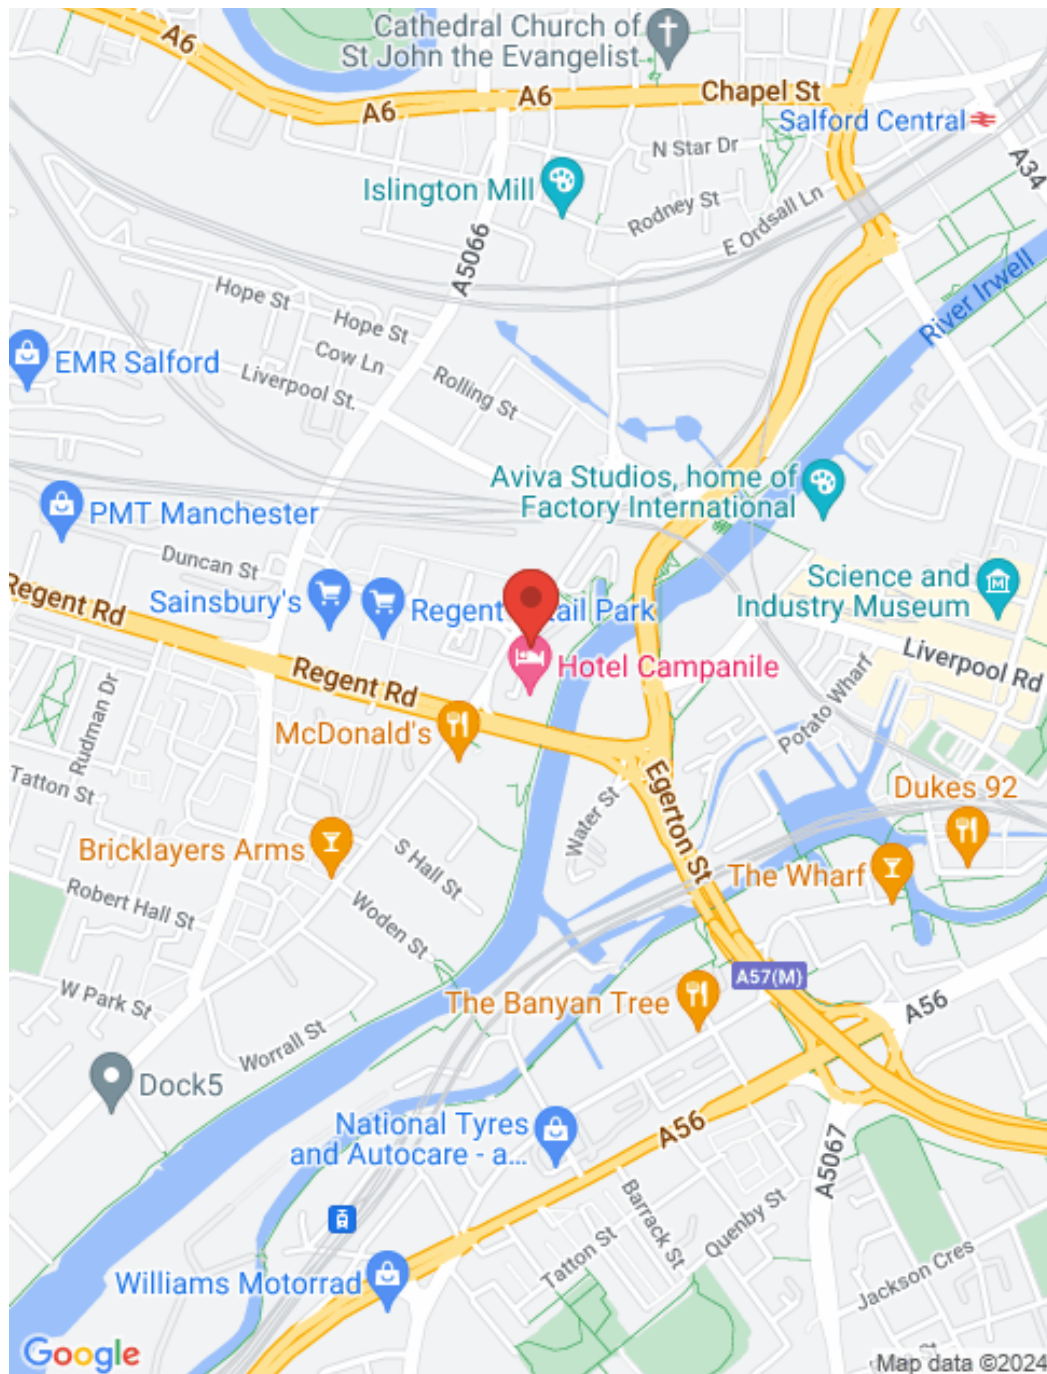 Cathedral Church of
St John the Evangelist
A6
A6
A6
Chapel St
Salford Central
N Star Dr
A34
Islington Mill
Rodney St
E Ordsall Ln
A5066
River Irwell
Hope St
Hope St
Cow Ln
EMR Salford
Liverpool St.
Rolling St
Aviva Studios, home of
Factory International
PMT Manchester
Duncan St
Science and
Industry Museum
Regent Rd
Sainsbury's
Regent
ail Park
Liverpool Rd
Hotel Campanile
Regent Rd
Potato Wharf
McDonald's
Rudman Dr
Egerton St
Tatton St
Water St
Dukes 92
Bricklayers Arms
S Hall St
The Wharf
Robert Hall St
Woden St
A57(M)
W Park St
The Banyan Tree
A56
Worrall St
Dock5
National Tyres
and Autocare - a...
A56
A5067
Barrack St
Quenby St
Tatton St
Williams Motorrad
Jackson Cres
Google
Map data ©2024